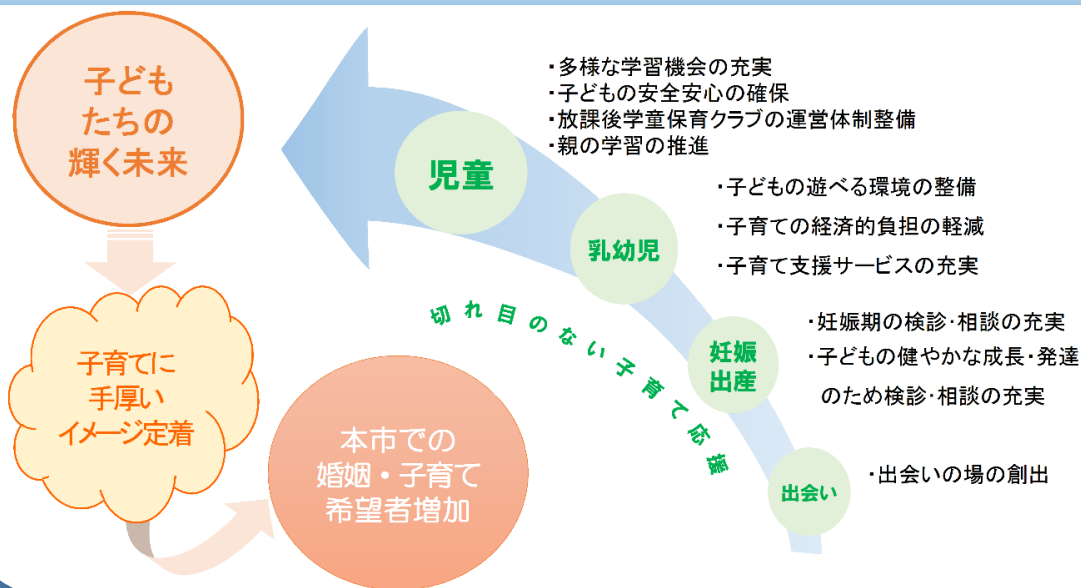 子ども
たちの
輝く未来
子育てに
手厚い
イメージ定着
本市での
婚姻・子育て
希望者増加
切れ目のない子育て応援
児童
・多様な学習機会の充実
・子どもの安全安心の確保
・放課後学童保育クラブの運営体制整備
・親の学習の推進
乳幼児
・子どもの遊べる環境の整備
・子育ての経済的負担の軽減
・子育て支援サービスの充実
妊娠
出産
・妊娠期の検診・相談の充実
・子どもの健やかな成長・発達
のため検診・相談の充実
出会い
・出会いの場の創出